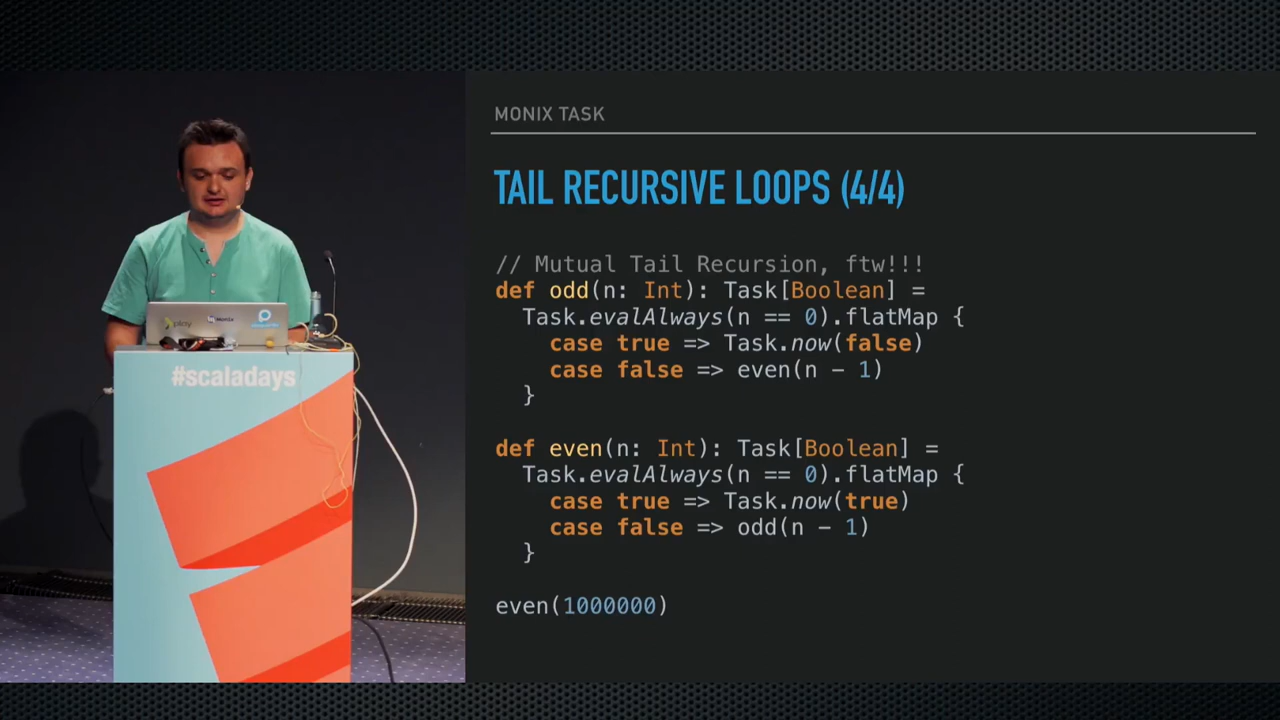 MONIX TASK
TAIL RECURSIVE LOOPS (4/4)
// Mutual Tail Recursion, ftw!!!
def odd(n: Int): Task[Boolean] =
  Task.evalAlways(n == 0).flatMap {
    case true => Task.now(false)
    case false => even(n - 1)
  }
def even(n: Int): Task[Boolean] =
  Task.evalAlways(n == 0).flatMap {
    case true => Task.now(true)
    case false => odd(n - 1)
  }
even(1000000)
play
Monix
#scaladays